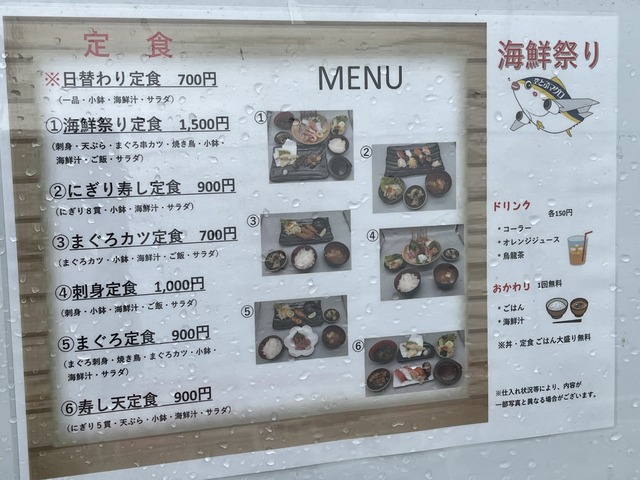 定 食
※日替わり定食 700円
(一品・小鉢・海鮮汁・サラダ)
①海鮮祭り定食 1,500円
(刺身・天ぷら・まぐろ串カツ・焼き鳥・小鉢・
海鮮汁・ご飯・サラダ)
②にぎり寿し定食 900円
(にぎり8貫・小鉢・海鮮汁・サラダ)
③まぐろカツ定食 700円
(まぐろカツ・小鉢・海鮮汁・サラダ)
④刺身定食 1,000円
(刺身・小鉢・海鮮汁・ご飯・サラダ)
⑤まぐろ定食 900円
(まぐろ刺身・焼き鳥・まぐろカツ・小鉢・
海鮮汁・サラダ)
⑥寿し天定食 900円
(にぎり5貫・天ぷら・小鉢・海鮮汁・サラダ)
MENU
①
②
③
④
⑤
⑥
海鮮祭り
ドリンク
各150円
・コーラー
・オレンジジュース
・烏龍茶
おかわり 1回無料
・ごはん
・海鮮汁
※丼・定食 ごはん大盛り無料
※仕入れ状況等により、内容が
一部写真と異なる場合がございます。